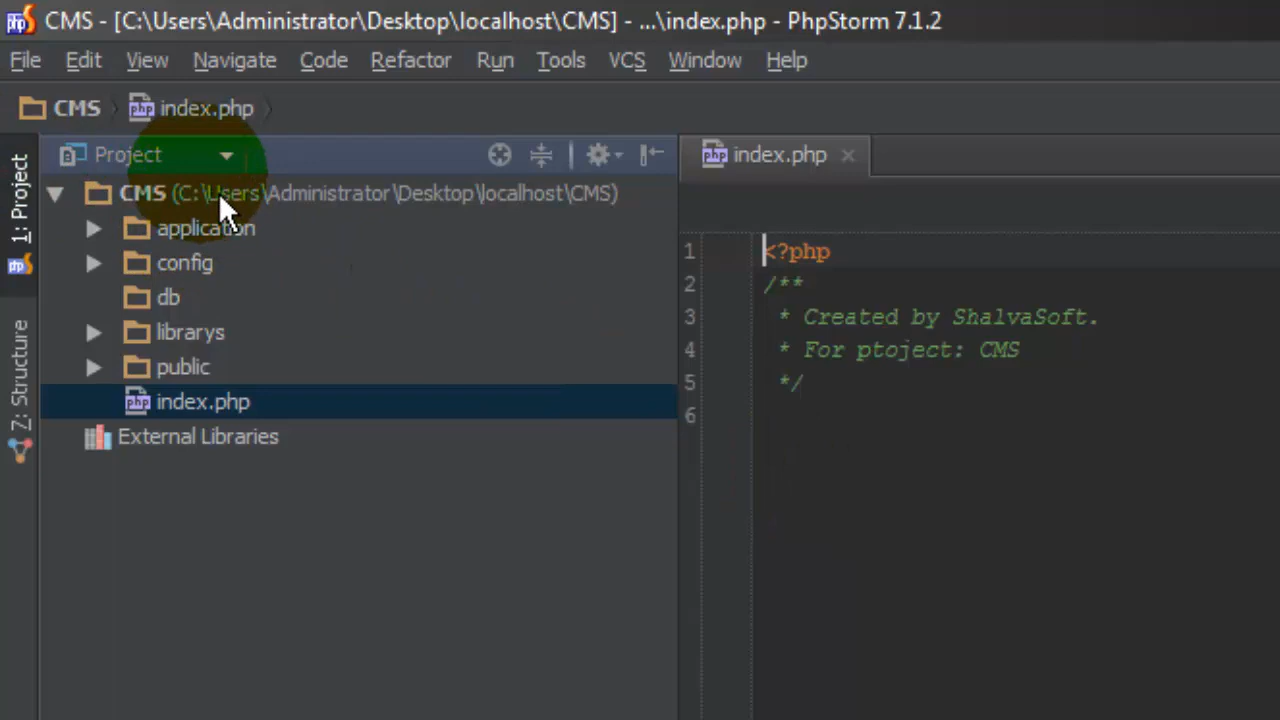 CMS - [C:\Users\Administrator\Desktop\localhost\CMS] - ...\index.php - PhpStorm 7.1.2
File Edit View Navigate Code Refactor Run Tools VCS Window Help
CMS index.php
1: Project
Project
index.php
CMS (C:\Users\Administrator\Desktop\localhost\CMS)
application
config
db
librarys
public
index.php
External Libraries
Z: Structure
1 <?php
2 /**
3 * Created by ShalvaSoft.
4 * For ptoject: CMS
5 */
6